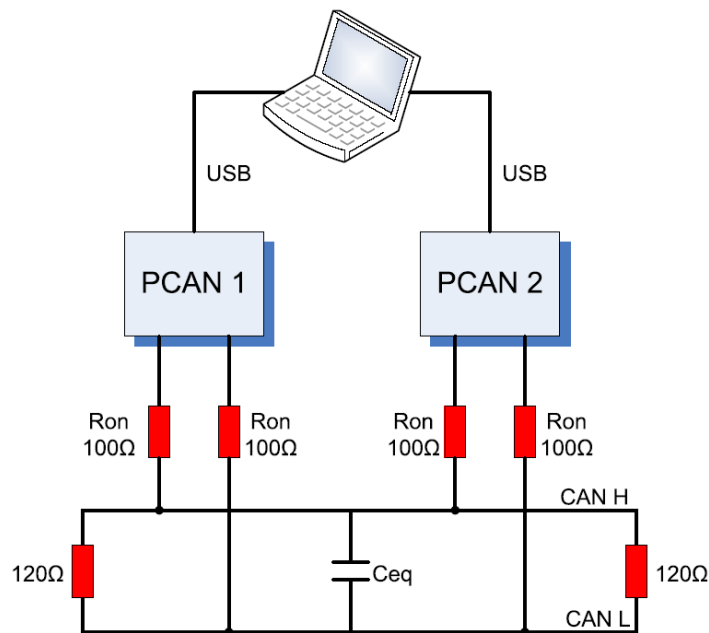 USB
USB
PCAN 1
PCAN 2
Ron
100Ω
Ron
100Ω
Ron
100Ω
Ron
100Ω
CAN H
120Ω
Ceq
120Ω
CAN L